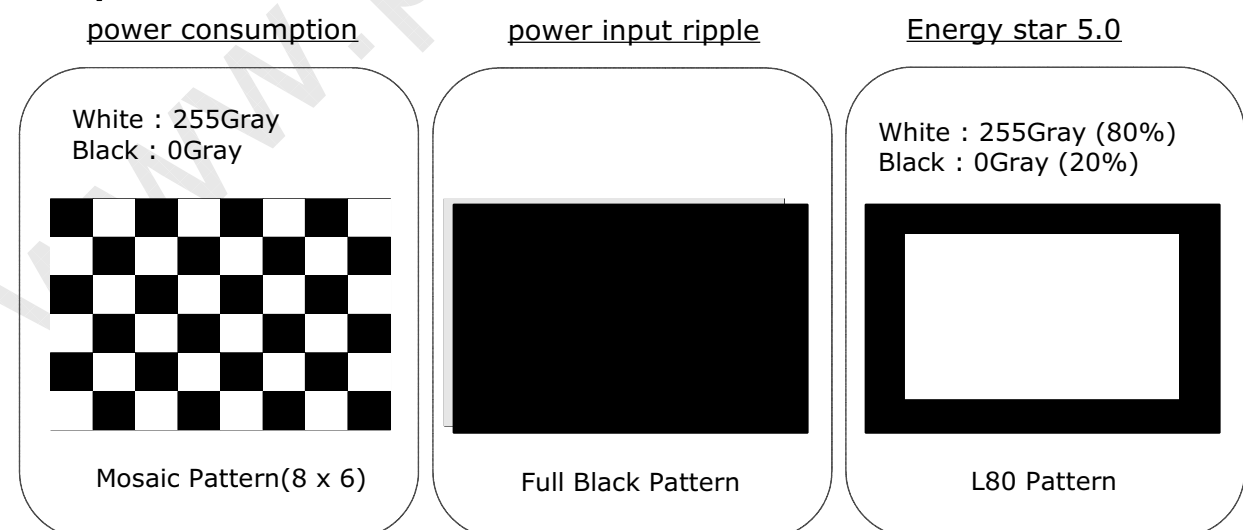 power consumption
power input ripple
Energy star 5.0
White : 255Gray
Black : 0Gray
White : 255Gray (80%)
Black : 0Gray (20%)
Mosaic Pattern(8 x 6)
Full Black Pattern
L80 Pattern